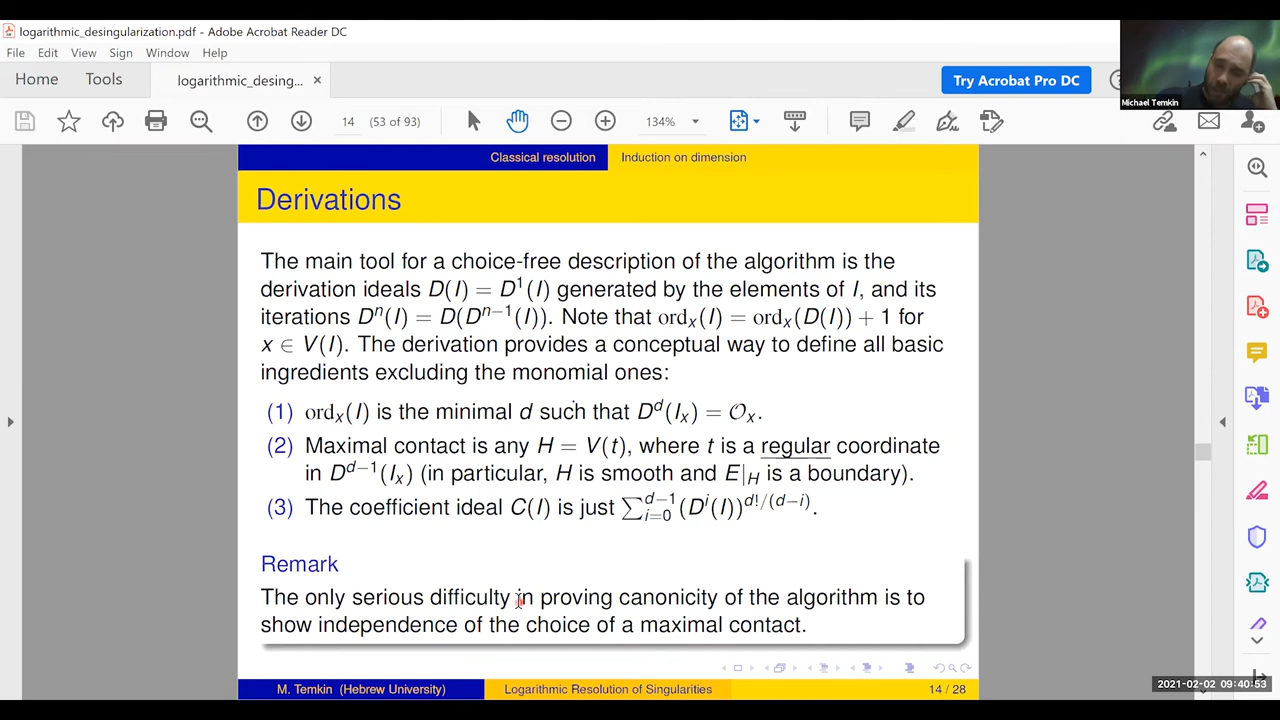 logarithmic_desingularization.pdf - Adobe Acrobat Reader DC
File Edit View Sign Window Help
Home Tools logarithmic_desing... × Try Acrobat Pro DC
Michael Temkin
14 (53 of 93) 134%
Classical resolution Induction on dimension
Derivations
The main tool for a choice-free description of the algorithm is the
derivation ideals D(I) = D¹(I) generated by the elements of I, and its
iterations Dⁿ(I) = D(Dⁿ⁻¹(I)). Note that ordₓ(I) = ordₓ(D(I)) + 1 for
x ∈ V(I). The derivation provides a conceptual way to define all basic
ingredients excluding the monomial ones:
(1) ordₓ(I) is the minimal d such that D^d(Iₓ) = 𝒪ₓ.
(2) Maximal contact is any H = V(t), where t is a regular coordinate
in D^{d−1}(Iₓ) (in particular, H is smooth and E|_H is a boundary).
(3) The coefficient ideal C(I) is just ∑_{i=0}^{d−1} (D^i(I))^{d!/(d−i)}.
Remark
The only serious difficulty in proving canonicity of the algorithm is to
show independence of the choice of a maximal contact.
M. Temkin (Hebrew University) Logarithmic Resolution of Singularities 14 / 28
2021-02-02 09:40:53